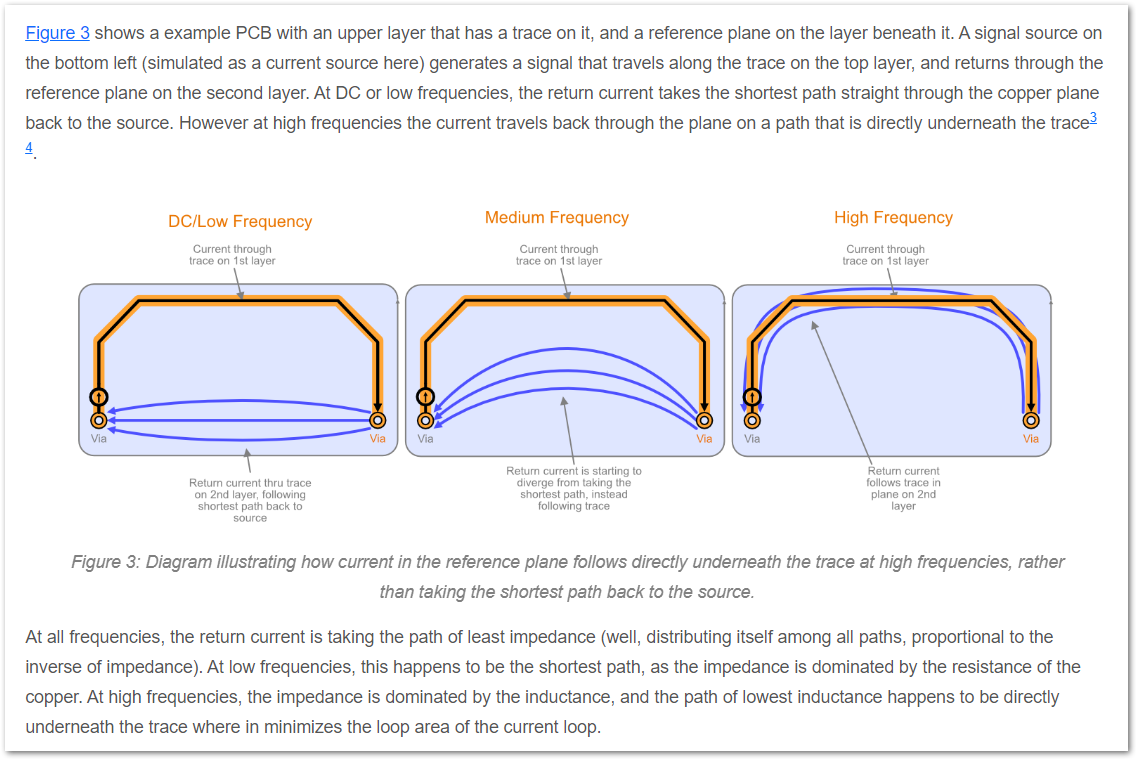 Figure 3 shows a example PCB with an upper layer that has a trace on it, and a reference plane on the layer beneath it. A signal source on
the bottom left (simulated as a current source here) generates a signal that travels along the trace on the top layer, and returns through the
reference plane on the second layer. At DC or low frequencies, the return current takes the shortest path straight through the copper plane
back to the source. However at high frequencies the current travels back through the plane on a path that is directly underneath the trace3
4.
DC/Low Frequency
Current through
trace on 1st layer
Via
Via
Return current thru trace
on 2nd layer, following
shortest path back to
source
Medium Frequency
Current through
trace on 1st layer
Via
Via
Return current is starting to
diverge from taking the
shortest path, instead
following trace
High Frequency
Current through
trace on 1st layer
Via
Via
Return current
follows trace in
plane on 2nd
layer
Figure 3: Diagram illustrating how current in the reference plane follows directly underneath the trace at high frequencies, rather
than taking the shortest path back to the source.
At all frequencies, the return current is taking the path of least impedance (well, distributing itself among all paths, proportional to the
inverse of impedance). At low frequencies, this happens to be the shortest path, as the impedance is dominated by the resistance of the
copper. At high frequencies, the impedance is dominated by the inductance, and the path of lowest inductance happens to be directly
underneath the trace where in minimizes the loop area of the current loop.